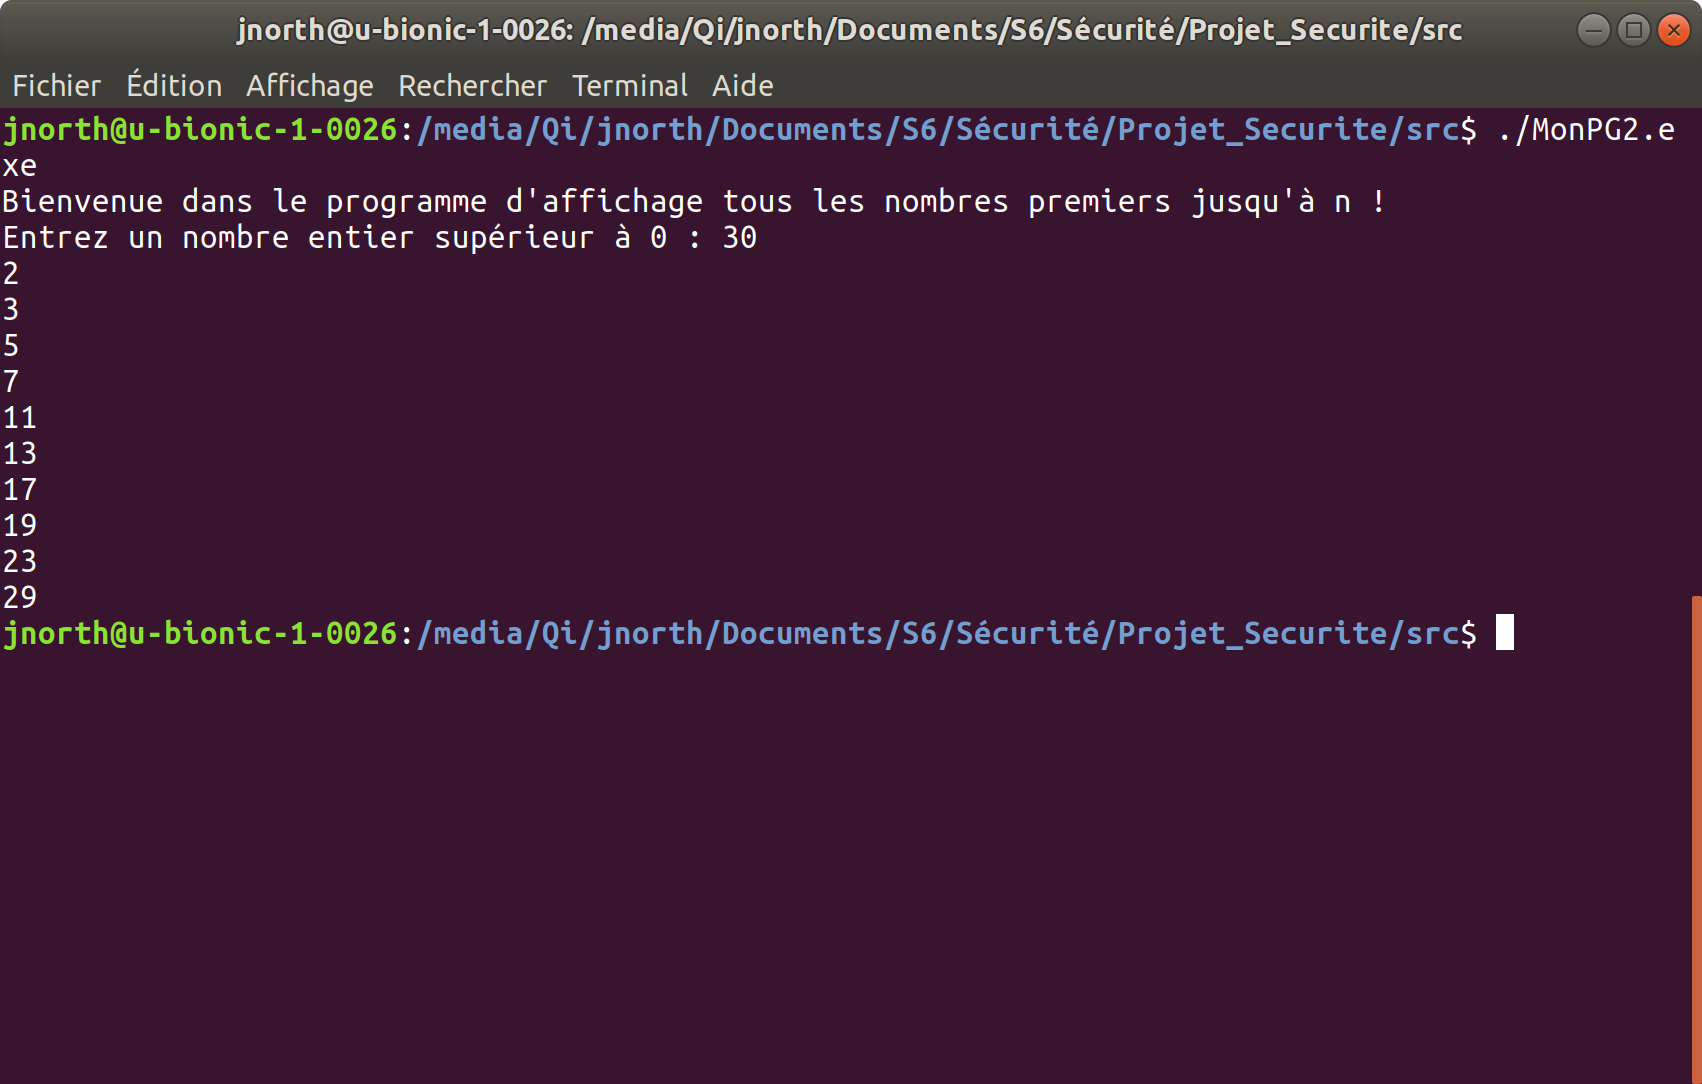 jnorth@u-bionic-1-0026: /media/Qi/jnorth/Documents/S6/Sécurité/Projet_Securite/src
Fichier Édition Affichage Rechercher Terminal Aide
jnorth@u-bionic-1-0026:/media/Qi/jnorth/Documents/S6/Sécurité/Projet_Securite/src$ ./MonPG2.e
xe
Bienvenue dans le programme d'affichage tous les nombres premiers jusqu'à n !
Entrez un nombre entier supérieur à 0 : 30
2
3
5
7
11
13
17
19
23
29
jnorth@u-bionic-1-0026:/media/Qi/jnorth/Documents/S6/Sécurité/Projet_Securite/src$